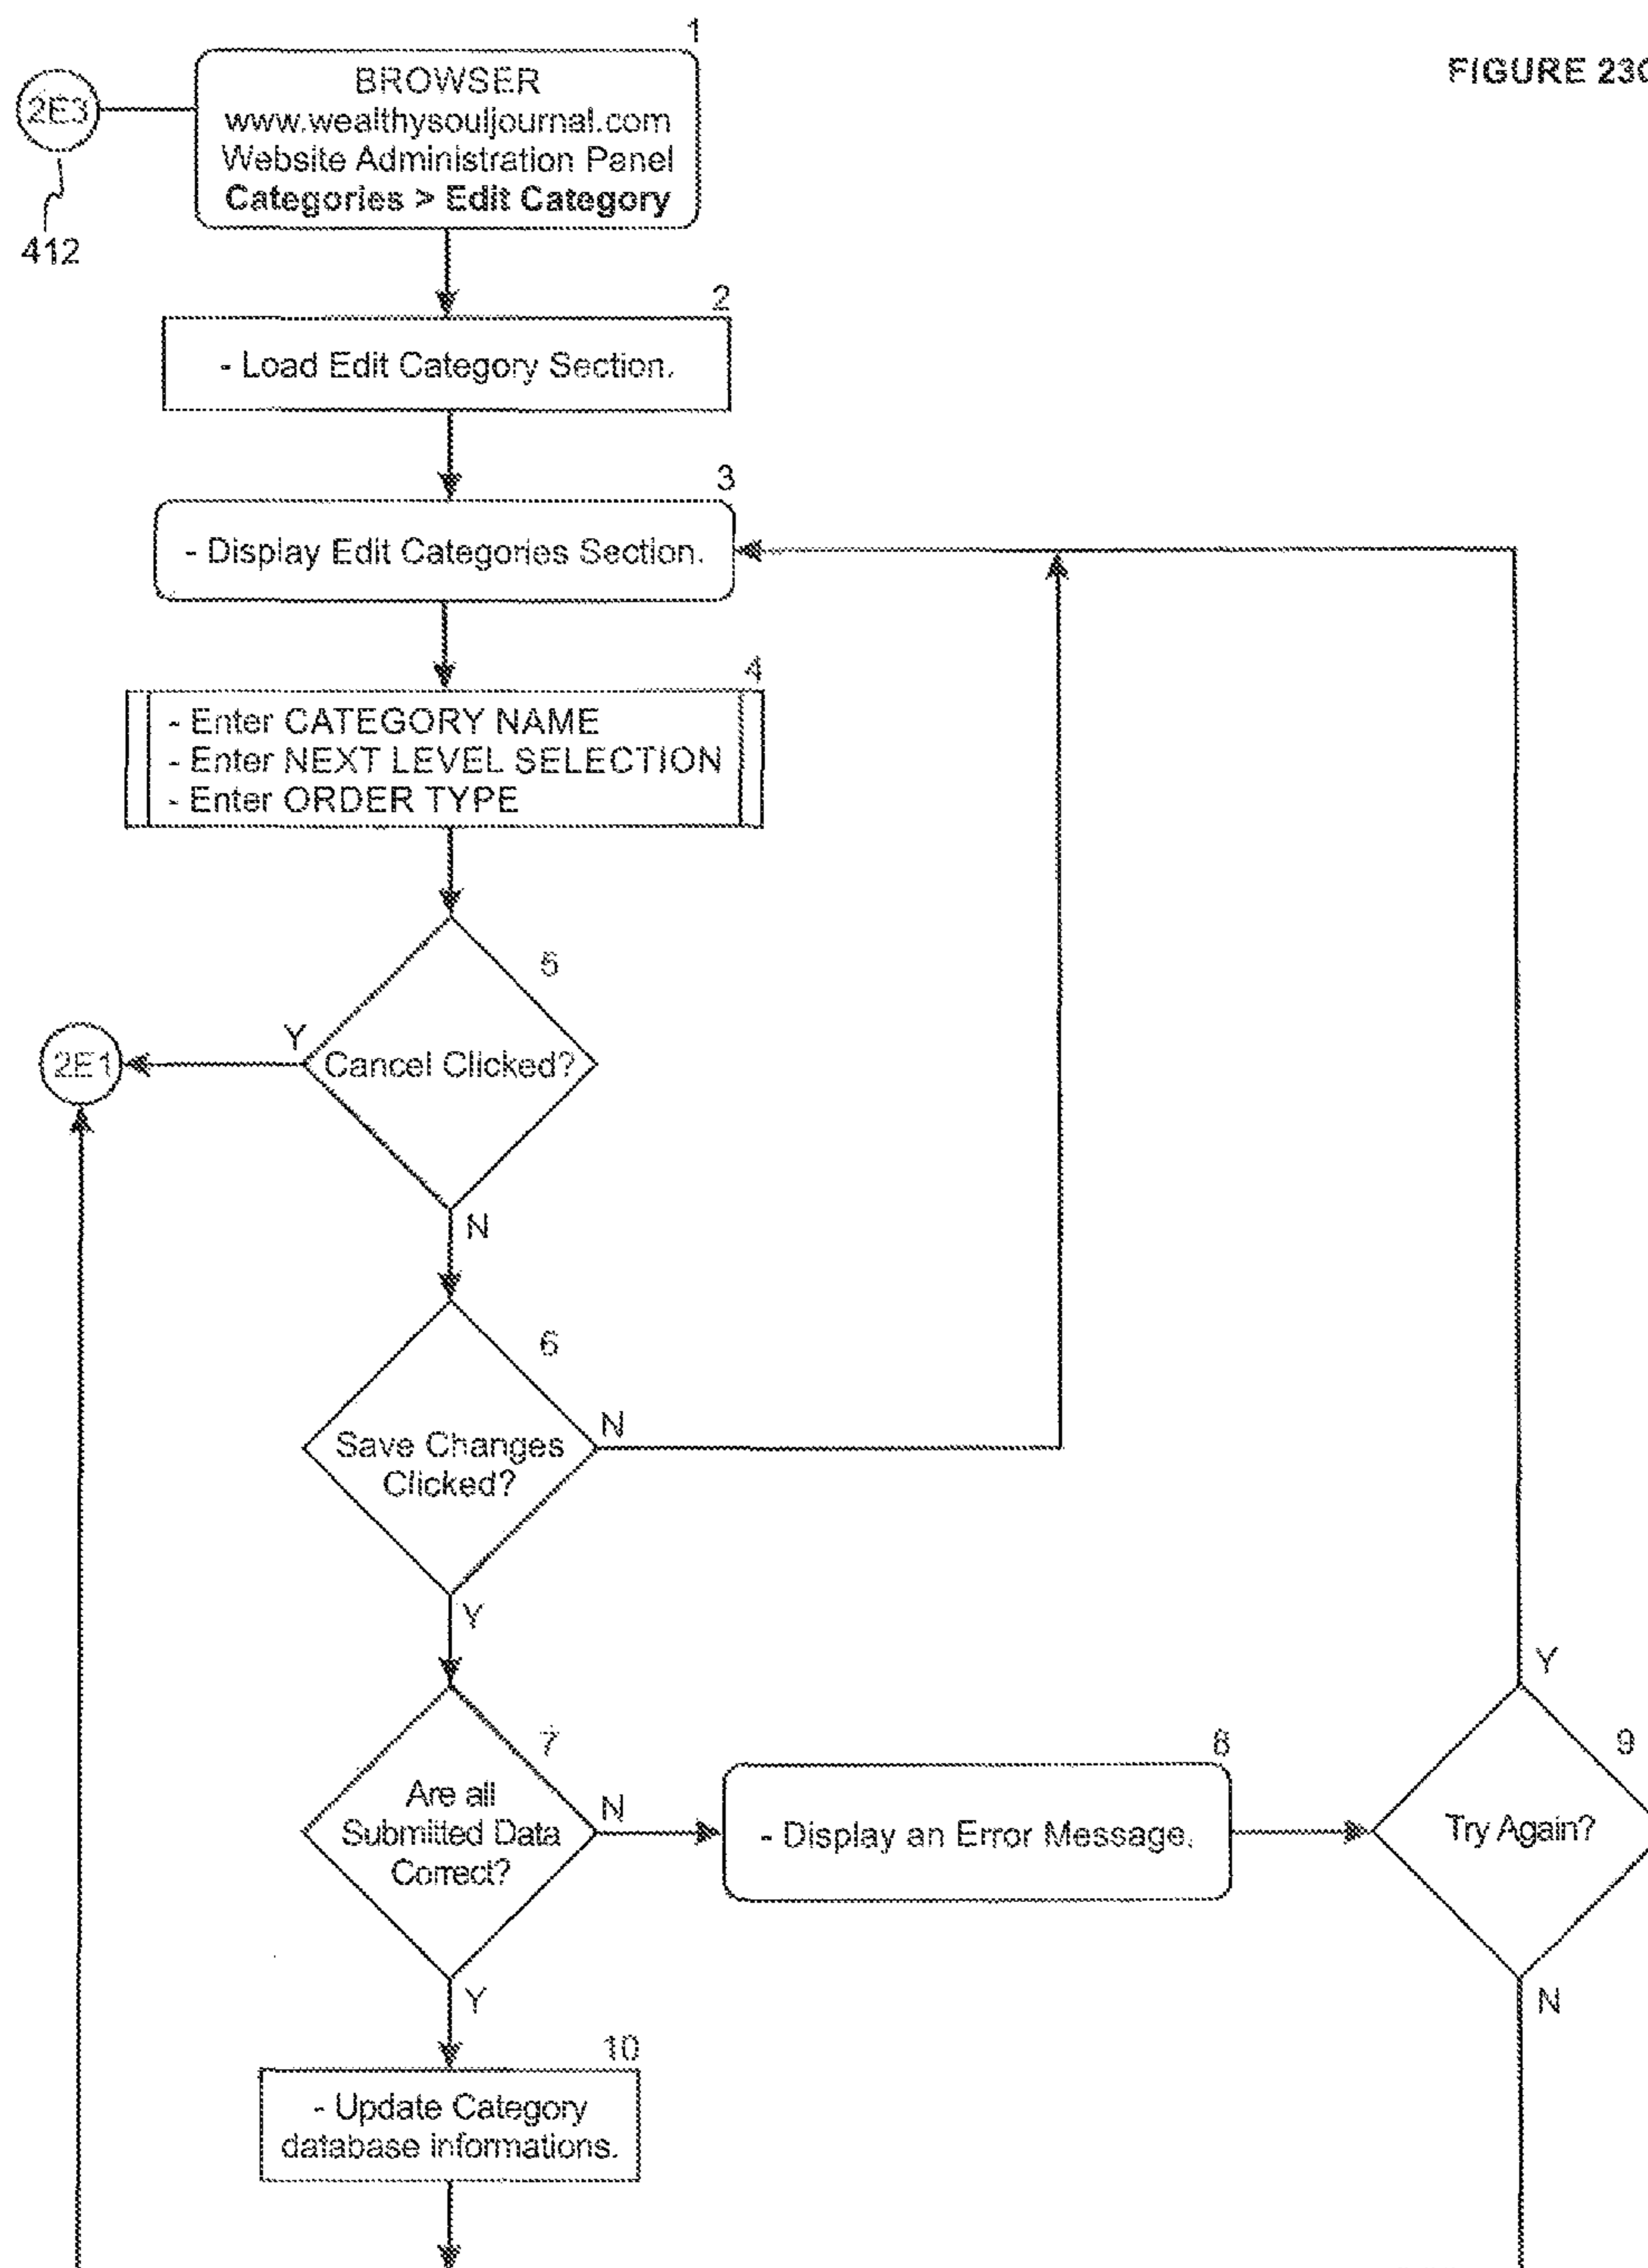 1
FIGURE 23C
2E3
BROWSER
www.wealthysouljournal.com
Website Administration Panel
Categories > Edit Category
412
2
- Load Edit Category Section.
3
- Display Edit Categories Section.
4
- Enter CATEGORY NAME
- Enter NEXT LEVEL SELECTION
- Enter ORDER TYPE
5
Y
2E1
Cancel Clicked?
N
6
N
Save Changes
Clicked?
Y
Y
7
8
9
Are all
Submitted Data
Correct?
N
- Display an Error Message.
Try Again?
Y
N
10
- Update Category
database informations.